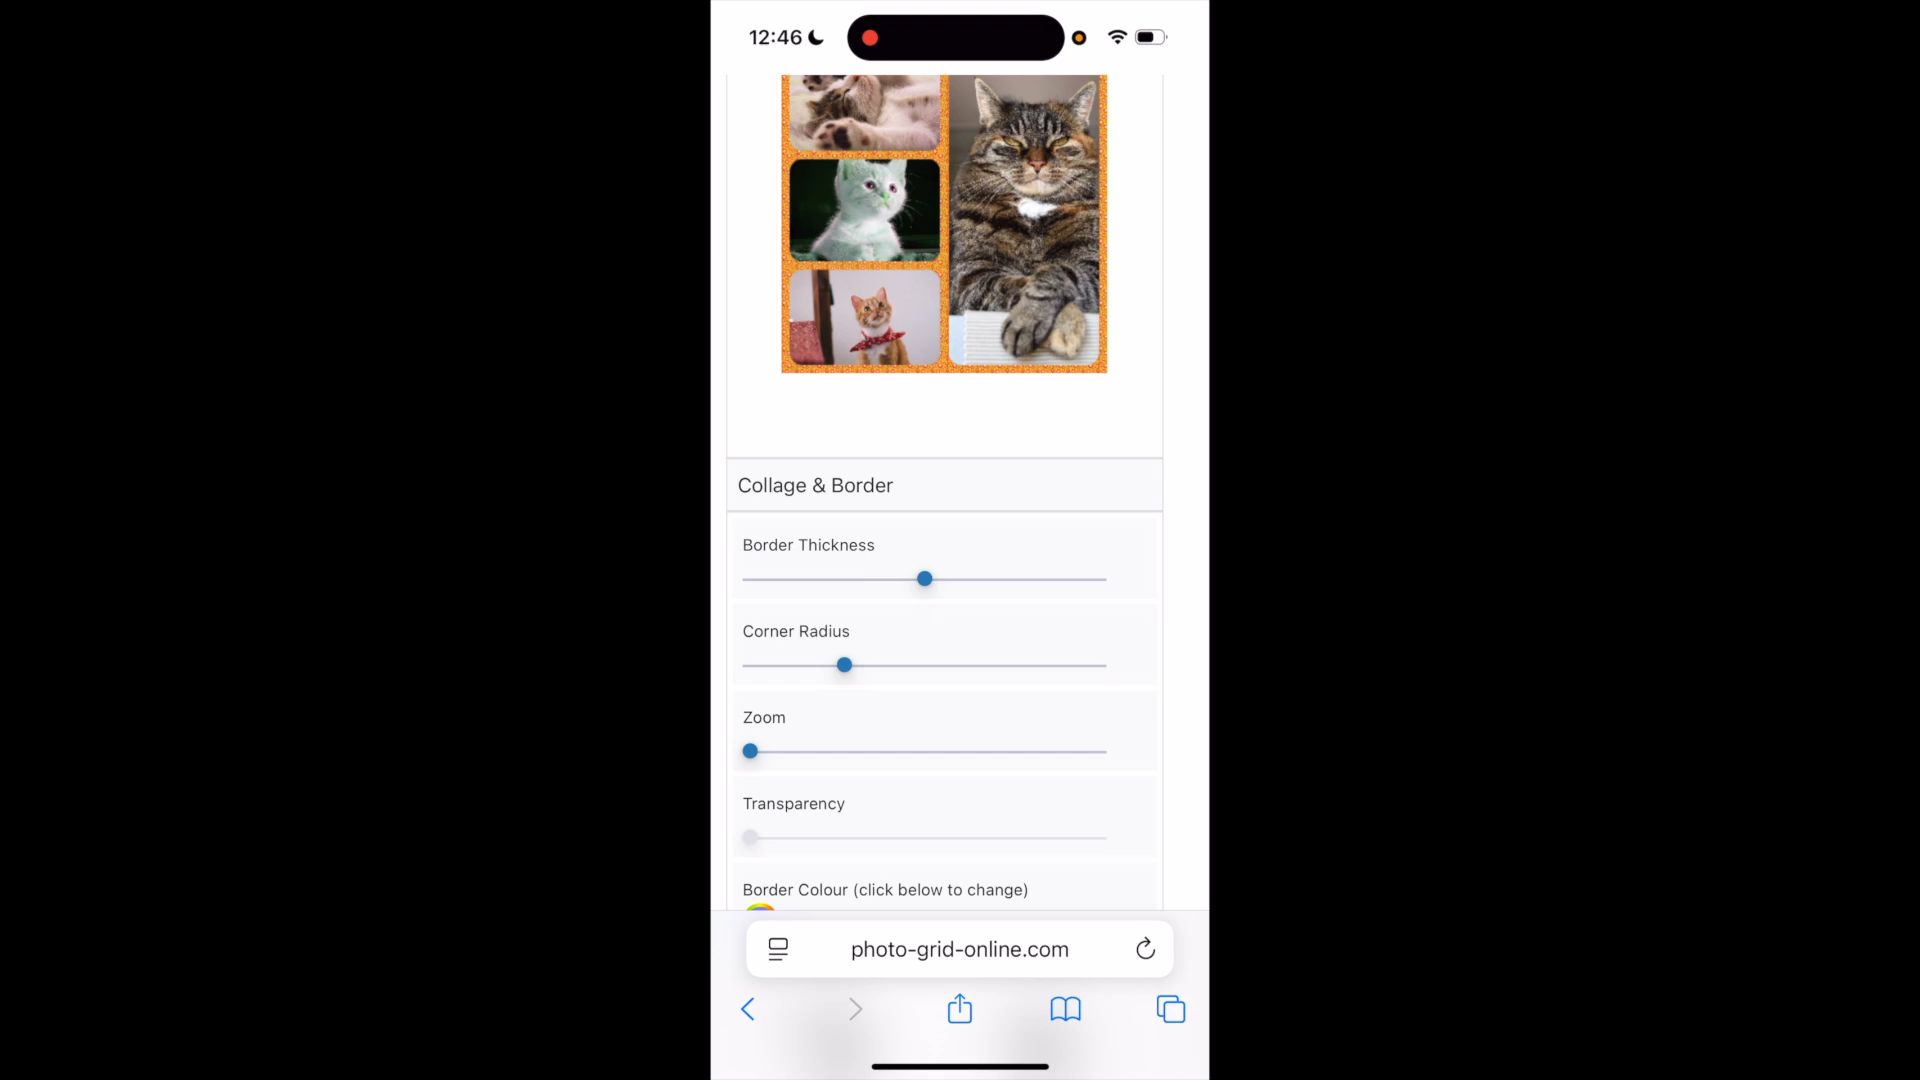 12:46
Collage & Border
Border Thickness
Corner Radius
Zoom
Transparency
Border Colour (click below to change)
photo-grid-online.com